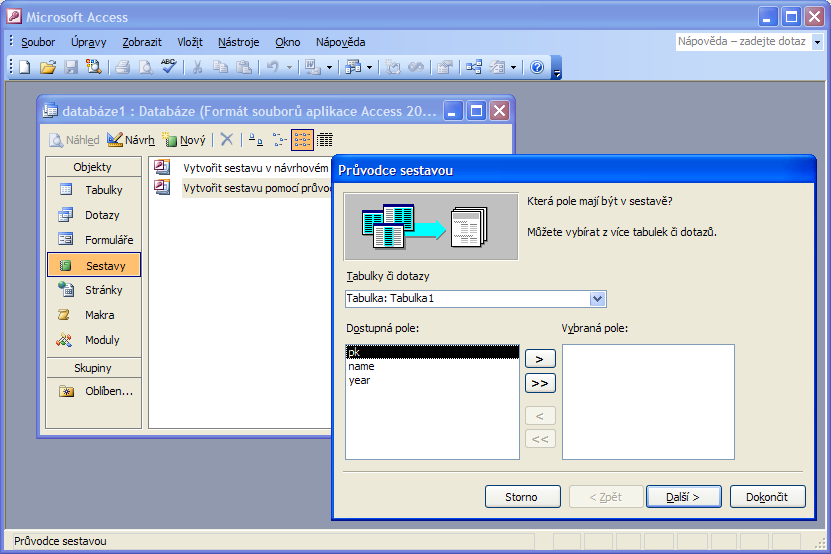 Microsoft Access
Soubor Úpravy Zobrazit Vložit Nástroje Okno Nápověda
Nápověda – zadejte dotaz
databáze1 : Databáze (Formát souborů aplikace Access 20...
Náhled Návrh Nový
Objekty
Tabulky
Dotazy
Formuláře
Sestavy
Stránky
Makra
Moduly
Skupiny
Oblíben...
Vytvořit sestavu v návrhovém
Vytvořit sestavu pomocí průvod
Průvodce sestavou
Která pole mají být v sestavě?
Můžete vybírat z více tabulek či dotazů.
Tabulky či dotazy
Tabulka: Tabulka1
Dostupná pole:
Vybraná pole:
pk
name
year
>
>>
<
<<
Storno
< Zpět
Další >
Dokončit
Průvodce sestavou